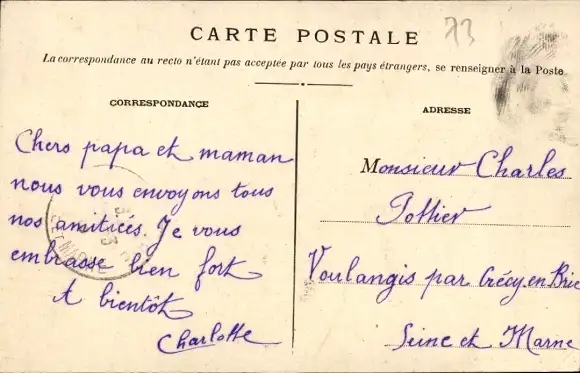 CARTE POSTALE
73
La correspondance au recto n'étant pas acceptée par tous les pays étrangers, se renseigner à la Poste
CORRESPONDANCE
Chers papa et maman
nous vous envoyons tous
nos amitiés. Je vous
embrasse bien fort
A bientôt
Charlotte
ADRESSE
Monsieur Charles
Pottier
Voulangis par Crécy en Brie
Seine et Marne